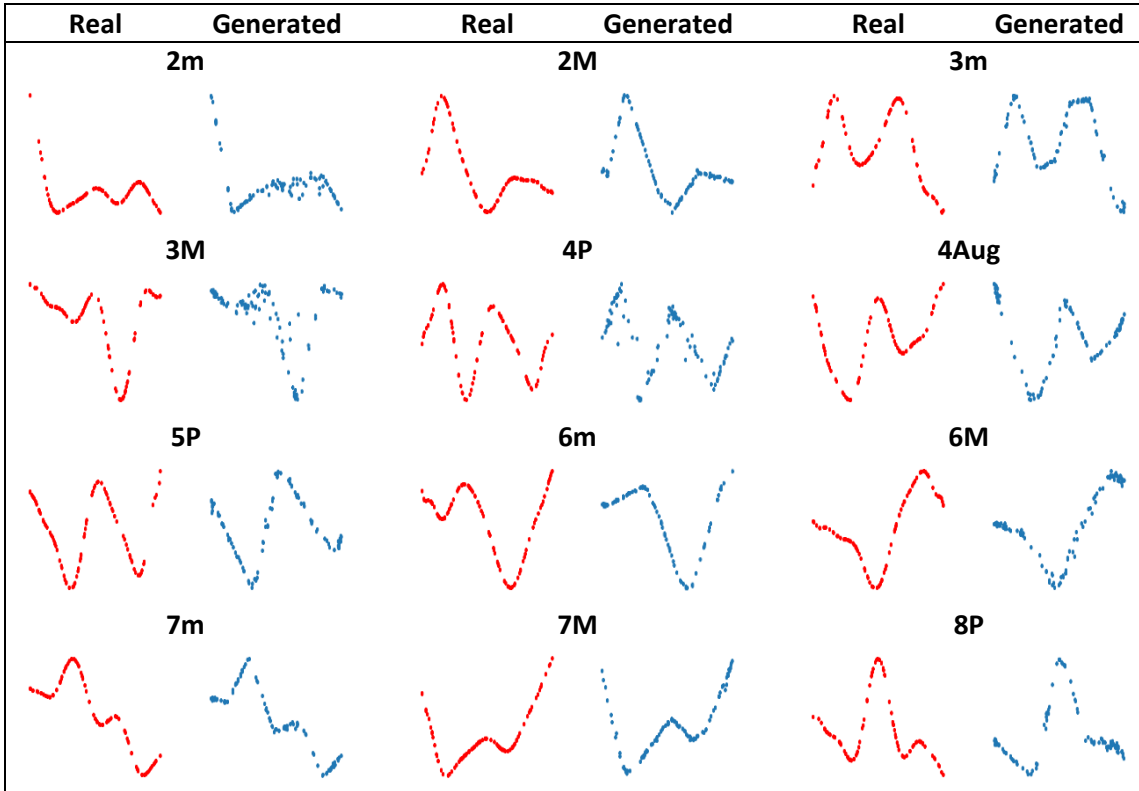 Real Generated Real Generated Real Generated
2m 2M 3m
3M 4P 4Aug
5P 6m 6M
7m 7M 8P